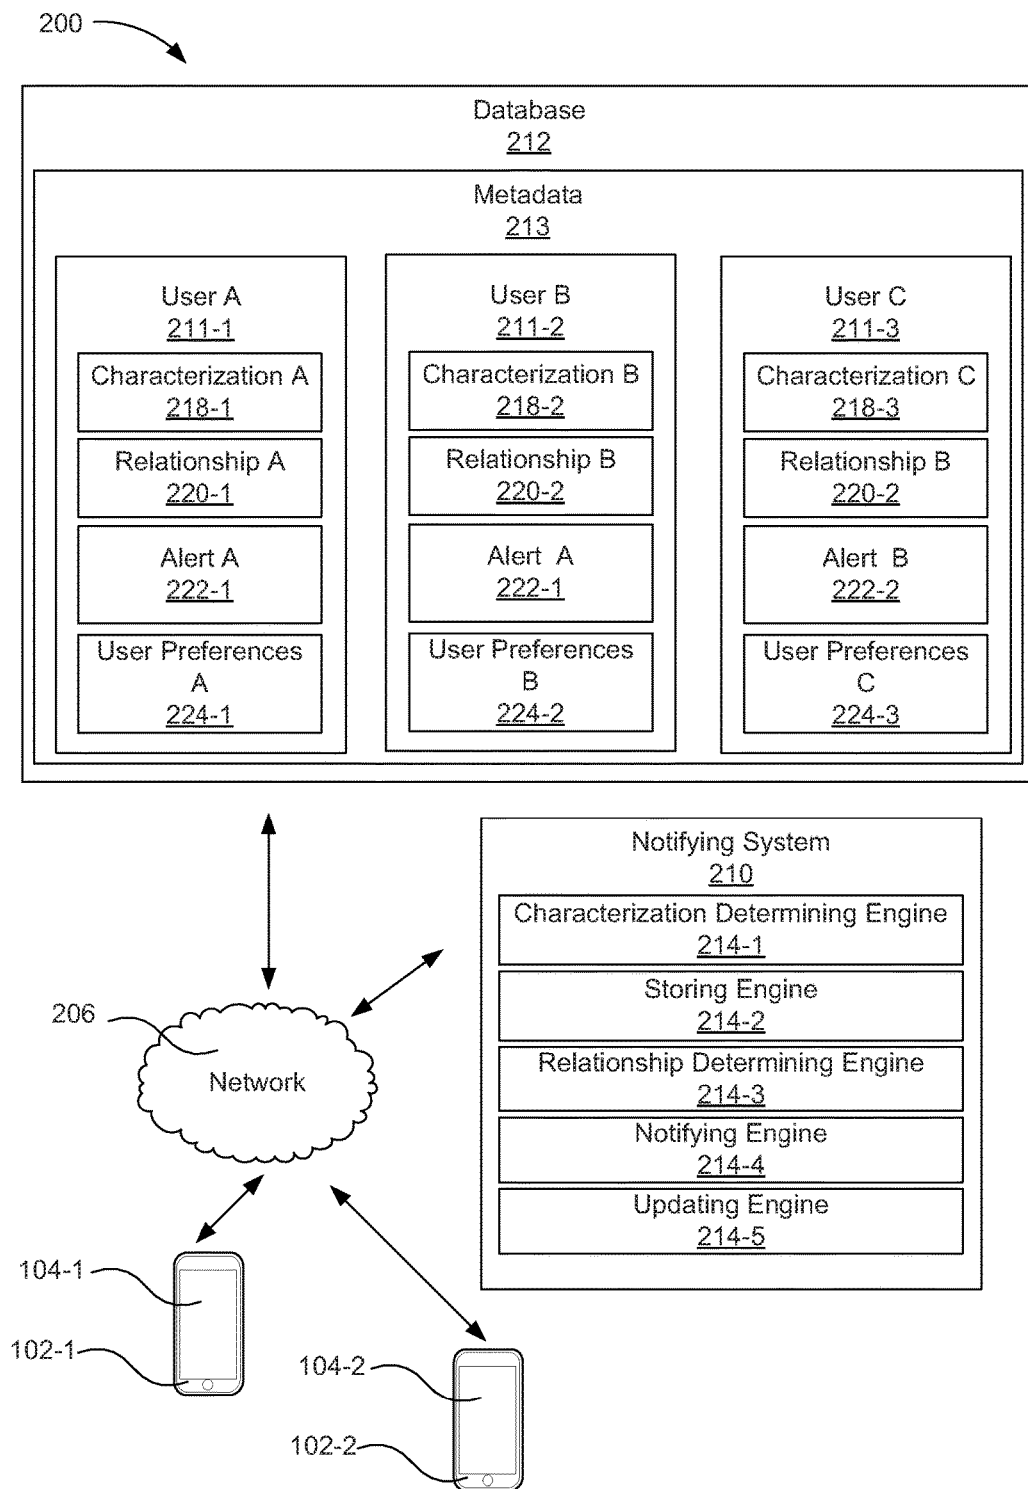 200
Database
212
Metadata
213
User A
211-1
Characterization A
218-1
Relationship A
220-1
Alert A
222-1
User Preferences
A
224-1
User B
211-2
Characterization B
218-2
Relationship B
220-2
Alert A
222-1
User Preferences
B
224-2
User C
211-3
Characterization C
218-3
Relationship B
220-2
Alert B
222-2
User Preferences
C
224-3
Notifying System
210
Characterization Determining Engine
214-1
Storing Engine
214-2
Relationship Determining Engine
214-3
Notifying Engine
214-4
Updating Engine
214-5
206
Network
104-1
102-1
104-2
102-2